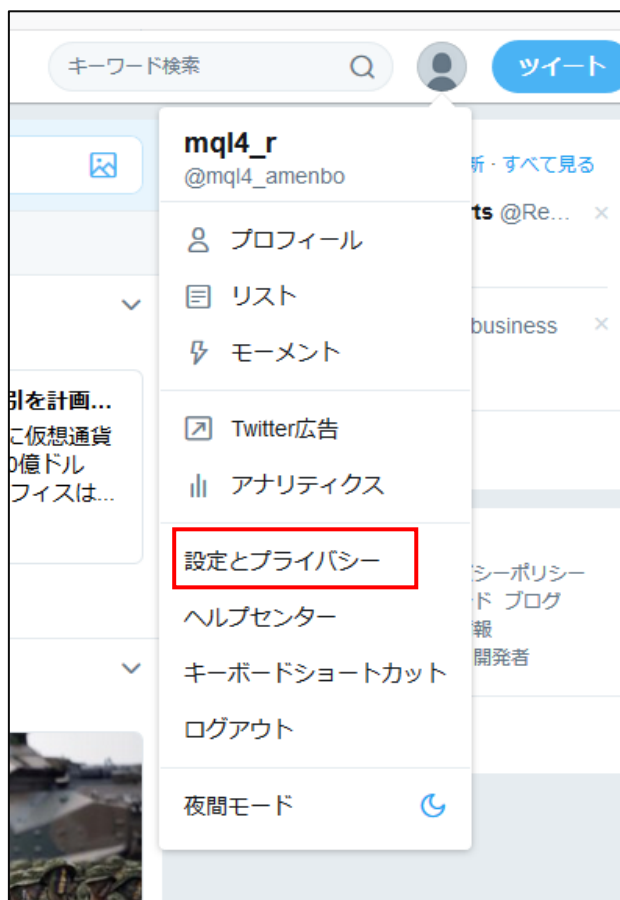 キーワード検索
ツイート
mql4_r
@mql4_amenbo
新・すべて見る
ts @Re... ×
プロフィール
リスト
business ×
モーメント
引を計画...
に仮想通貨
0億ドル
フィスは...
Twitter広告
アナリティクス
設定とプライバシー
シーポリシー
ヘルプセンター
ド ブログ
報
キーボードショートカット
開発者
ログアウト
夜間モード